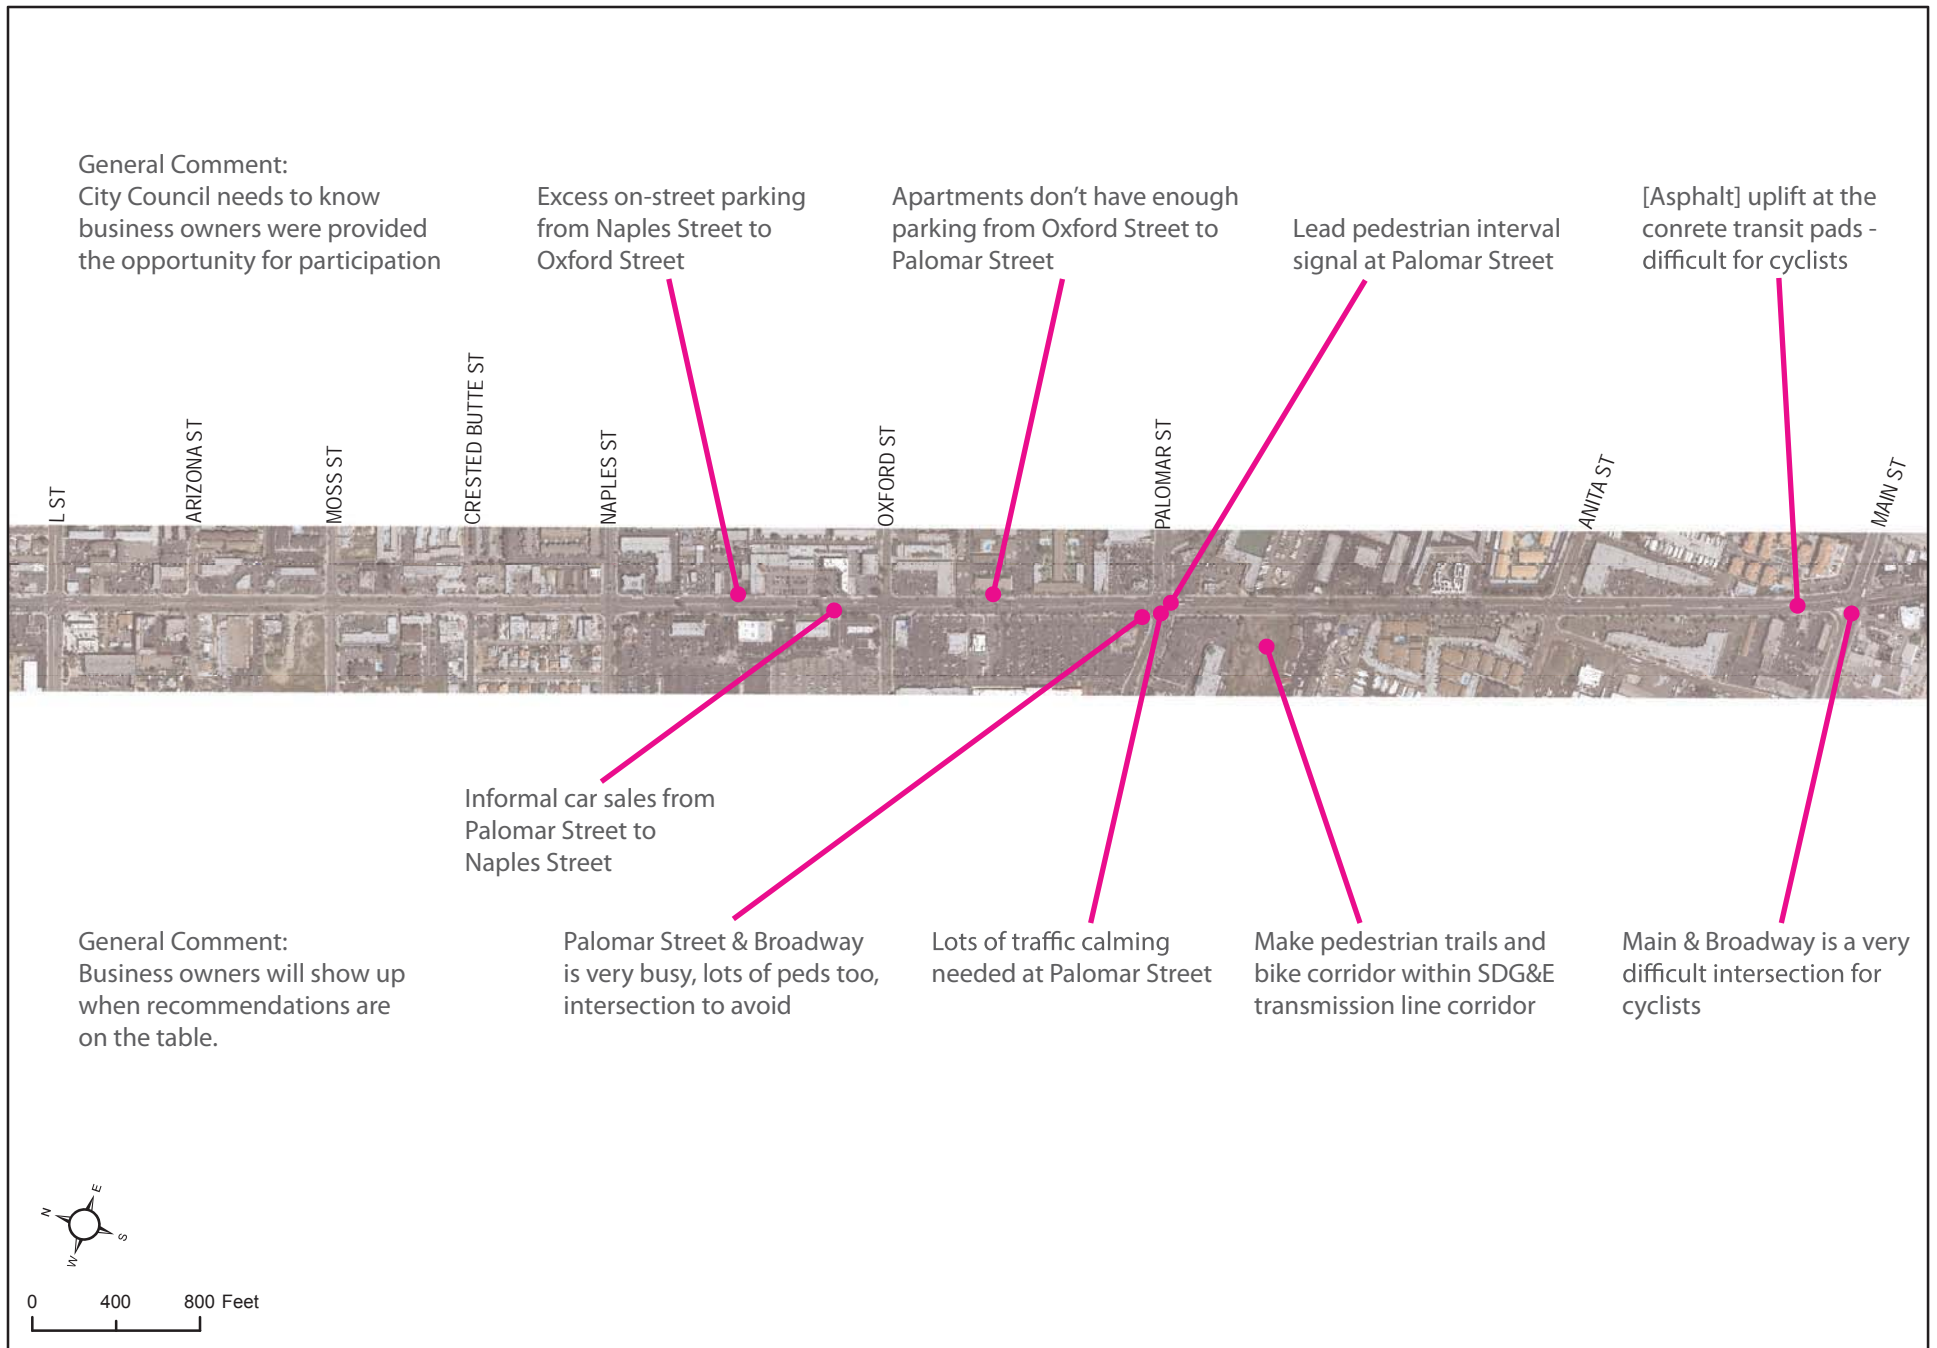 General Comment:
City Council needs to know
business owners were provided
the opportunity for participation
Excess on-street parking
from Naples Street to
Oxford Street
Apartments don't have enough
parking from Oxford Street to
Palomar Street
Lead pedestrian interval
signal at Palomar Street
[Asphalt] uplift at the
conrete transit pads -
difficult for cyclists
L ST
ARIZONA ST
MOSS ST
CRESTED BUTTE ST
NAPLES ST
OXFORD ST
PALOMAR ST
ANITA ST
MAIN ST
Informal car sales from
Palomar Street to
Naples Street
General Comment:
Business owners will show up
when recommendations are
on the table.
Palomar Street & Broadway
is very busy, lots of peds too,
intersection to avoid
Lots of traffic calming
needed at Palomar Street
Make pedestrian trails and
bike corridor within SDG&E
transmission line corridor
Main & Broadway is a very
difficult intersection for
cyclists
N
E
S
W
0 400 800 Feet